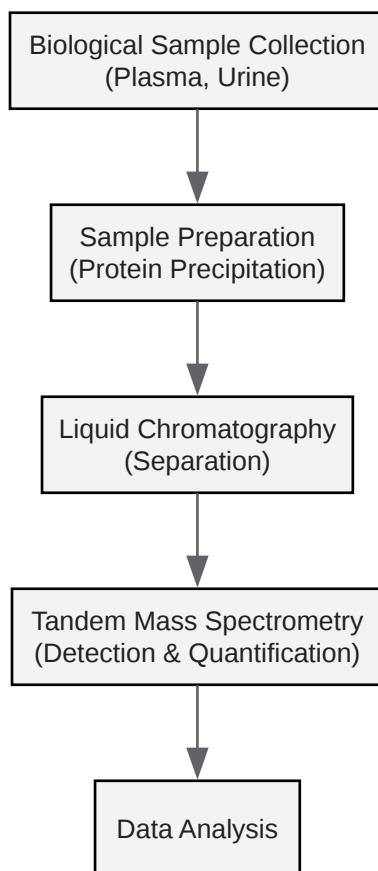 Biological Sample Collection
(Plasma, Urine)
Sample Preparation
(Protein Precipitation)
Liquid Chromatography
(Separation)
Tandem Mass Spectrometry
(Detection & Quantification)
Data Analysis